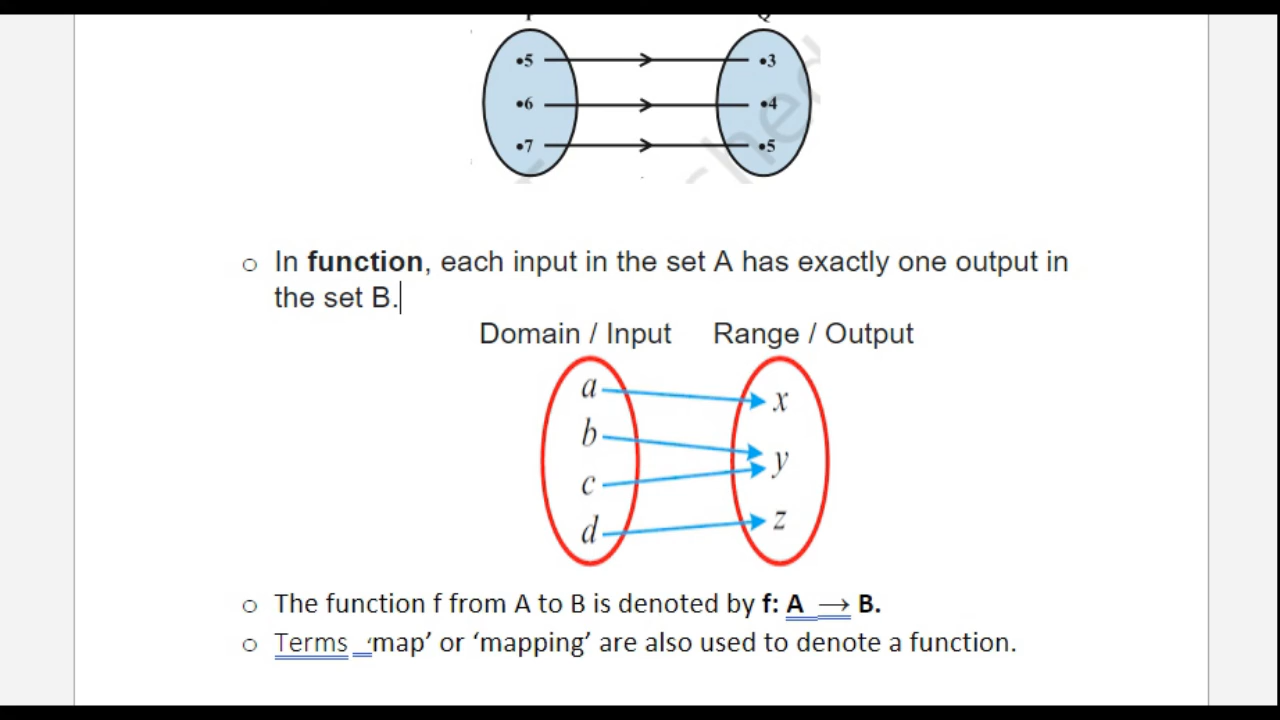 •5 •3
•6 •4
•7 •5
○ In function, each input in the set A has exactly one output in
the set B.
Domain / Input Range / Output
a x
b
y
c
d z
○ The function f from A to B is denoted by f: A → B.
○ Terms ‘map’ or ‘mapping’ are also used to denote a function.